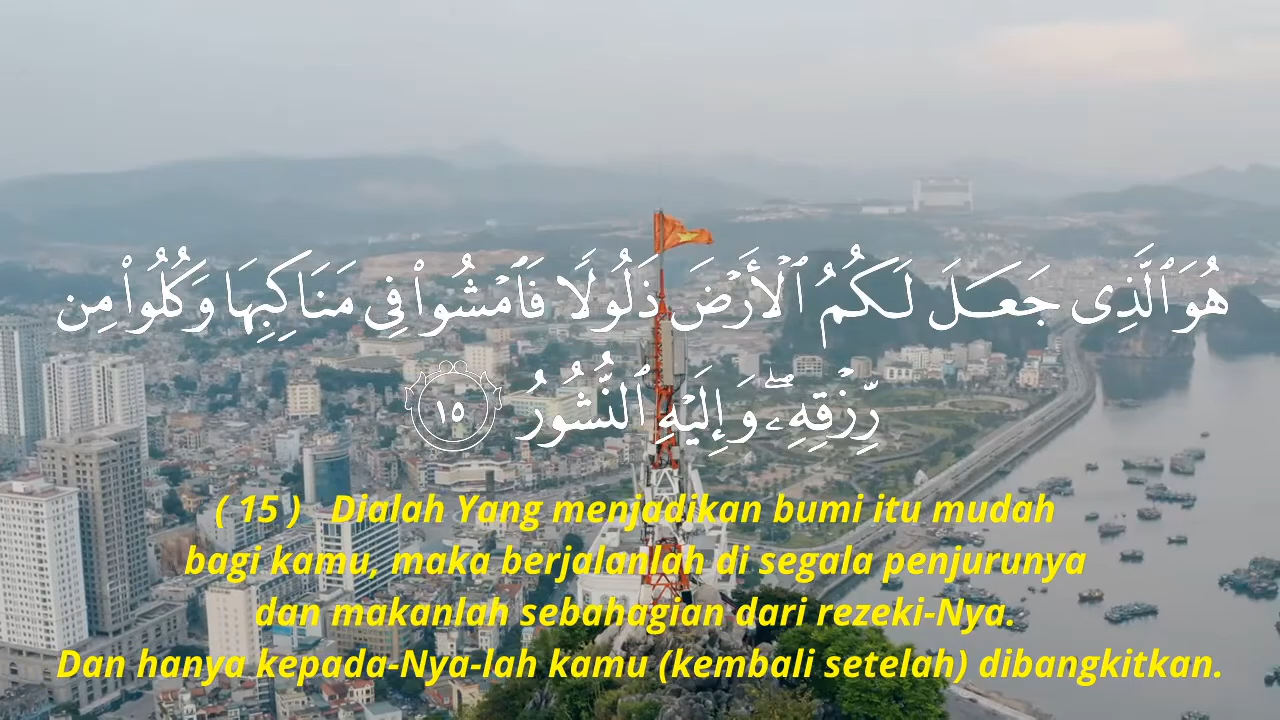 هُوَ ٱلَّذِى جَعَلَ لَكُمُ ٱلْأَرْضَ ذَلُولًا فَٱمْشُوا۟ فِى مَنَاكِبِهَا وَكُلُوا۟ مِن
رِّزْقِهِۦ ۖ وَإِلَيْهِ ٱلنُّشُورُ ١٥
( 15 ) Dialah Yang menjadikan bumi itu mudah
bagi kamu, maka berjalanlah di segala penjurunya
dan makanlah sebahagian dari rezeki-Nya.
Dan hanya kepada-Nya-lah kamu (kembali setelah) dibangkitkan.